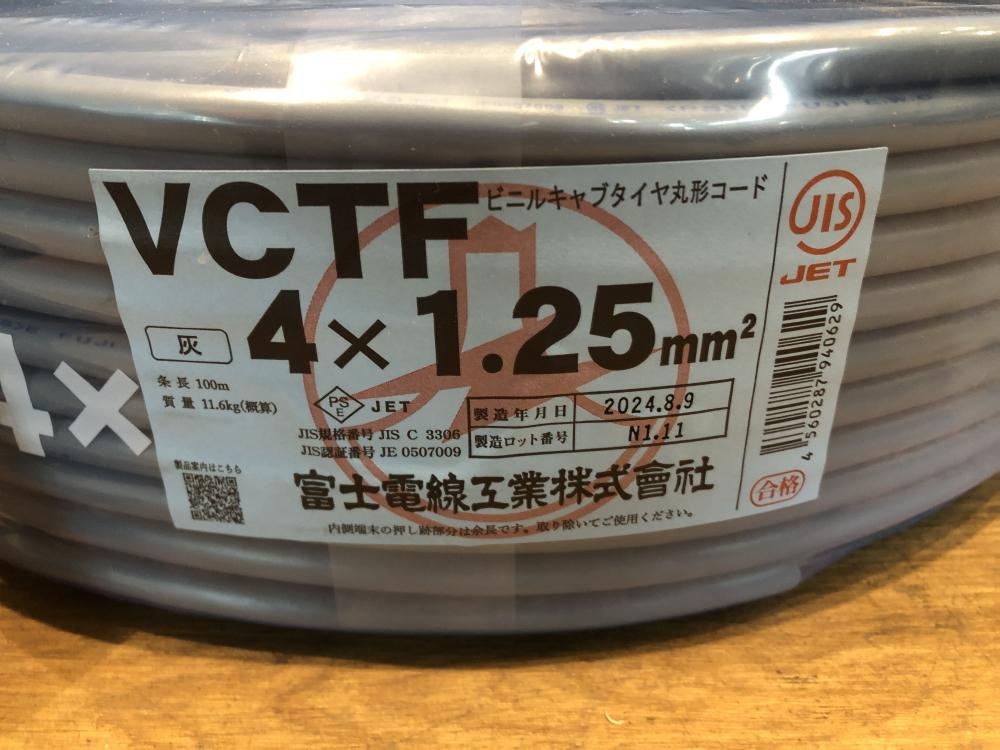 VCTF
ビニルキャブタイヤ丸形コード
4×1.25mm²
灰
条長 100m
質量 11.6kg(概算)
PS
E
JET
製造年月日 2024.8.9
製造ロット番号 N1.11
JIS規格番号 JIS C 3306
JIS認証番号 JE 0507009
製品案内はこちら
富士電線工業株式會社
内側端末の押し跡部分は余長です。取り除いてご使用ください。
JIS
JET
4 560287 940629
合格
4×
JET
FUJI